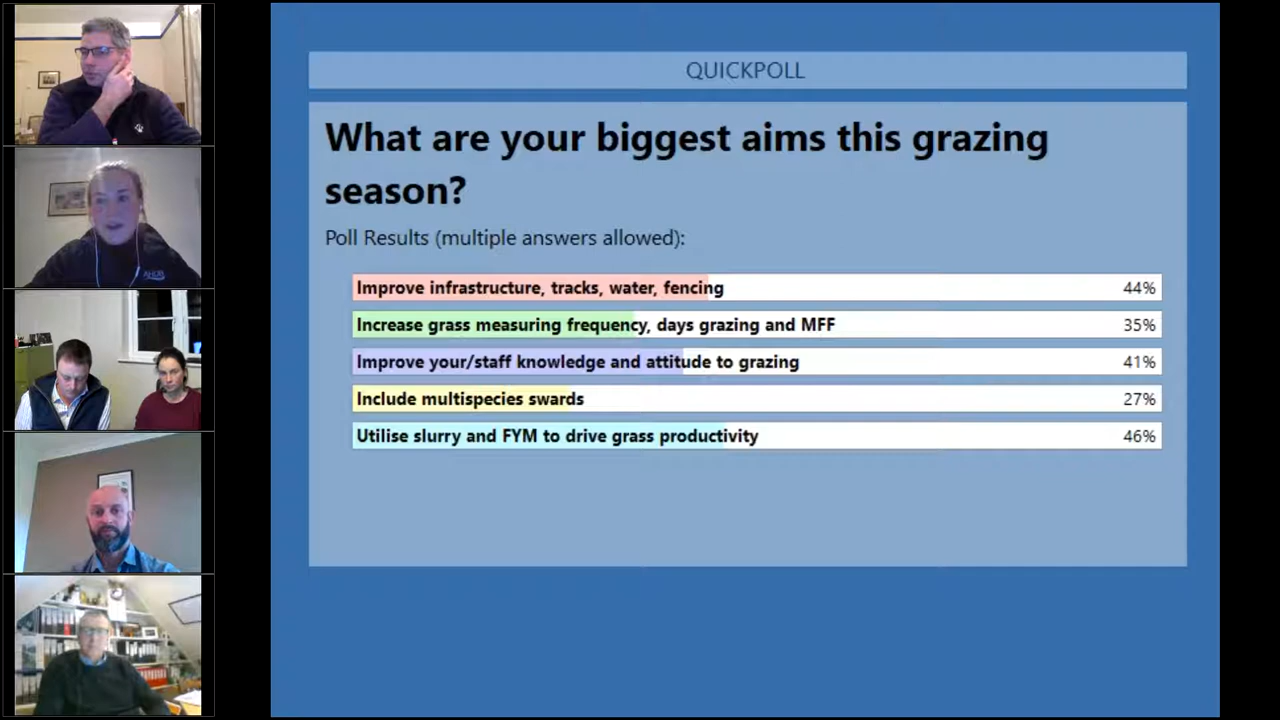 QUICKPOLL
What are your biggest aims this grazing
season?
Poll Results (multiple answers allowed):
Improve infrastructure, tracks, water, fencing 44%
Increase grass measuring frequency, days grazing and MFF 35%
Improve your/staff knowledge and attitude to grazing 41%
Include multispecies swards 27%
Utilise slurry and FYM to drive grass productivity 46%
AHDB